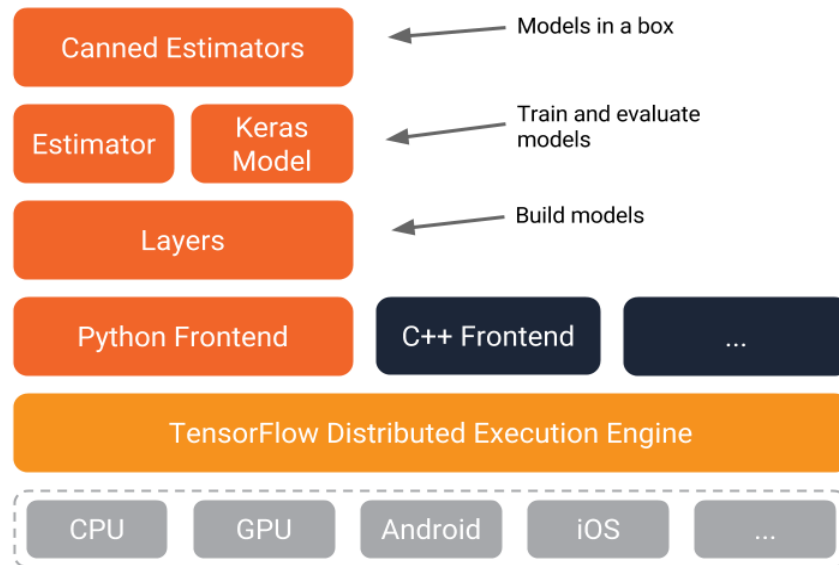 Canned Estimators
Models in a box
Estimator
Keras
Model
Train and evaluate
models
Layers
Build models
Python Frontend
C++ Frontend
...
TensorFlow Distributed Execution Engine
CPU
GPU
Android
iOS
...